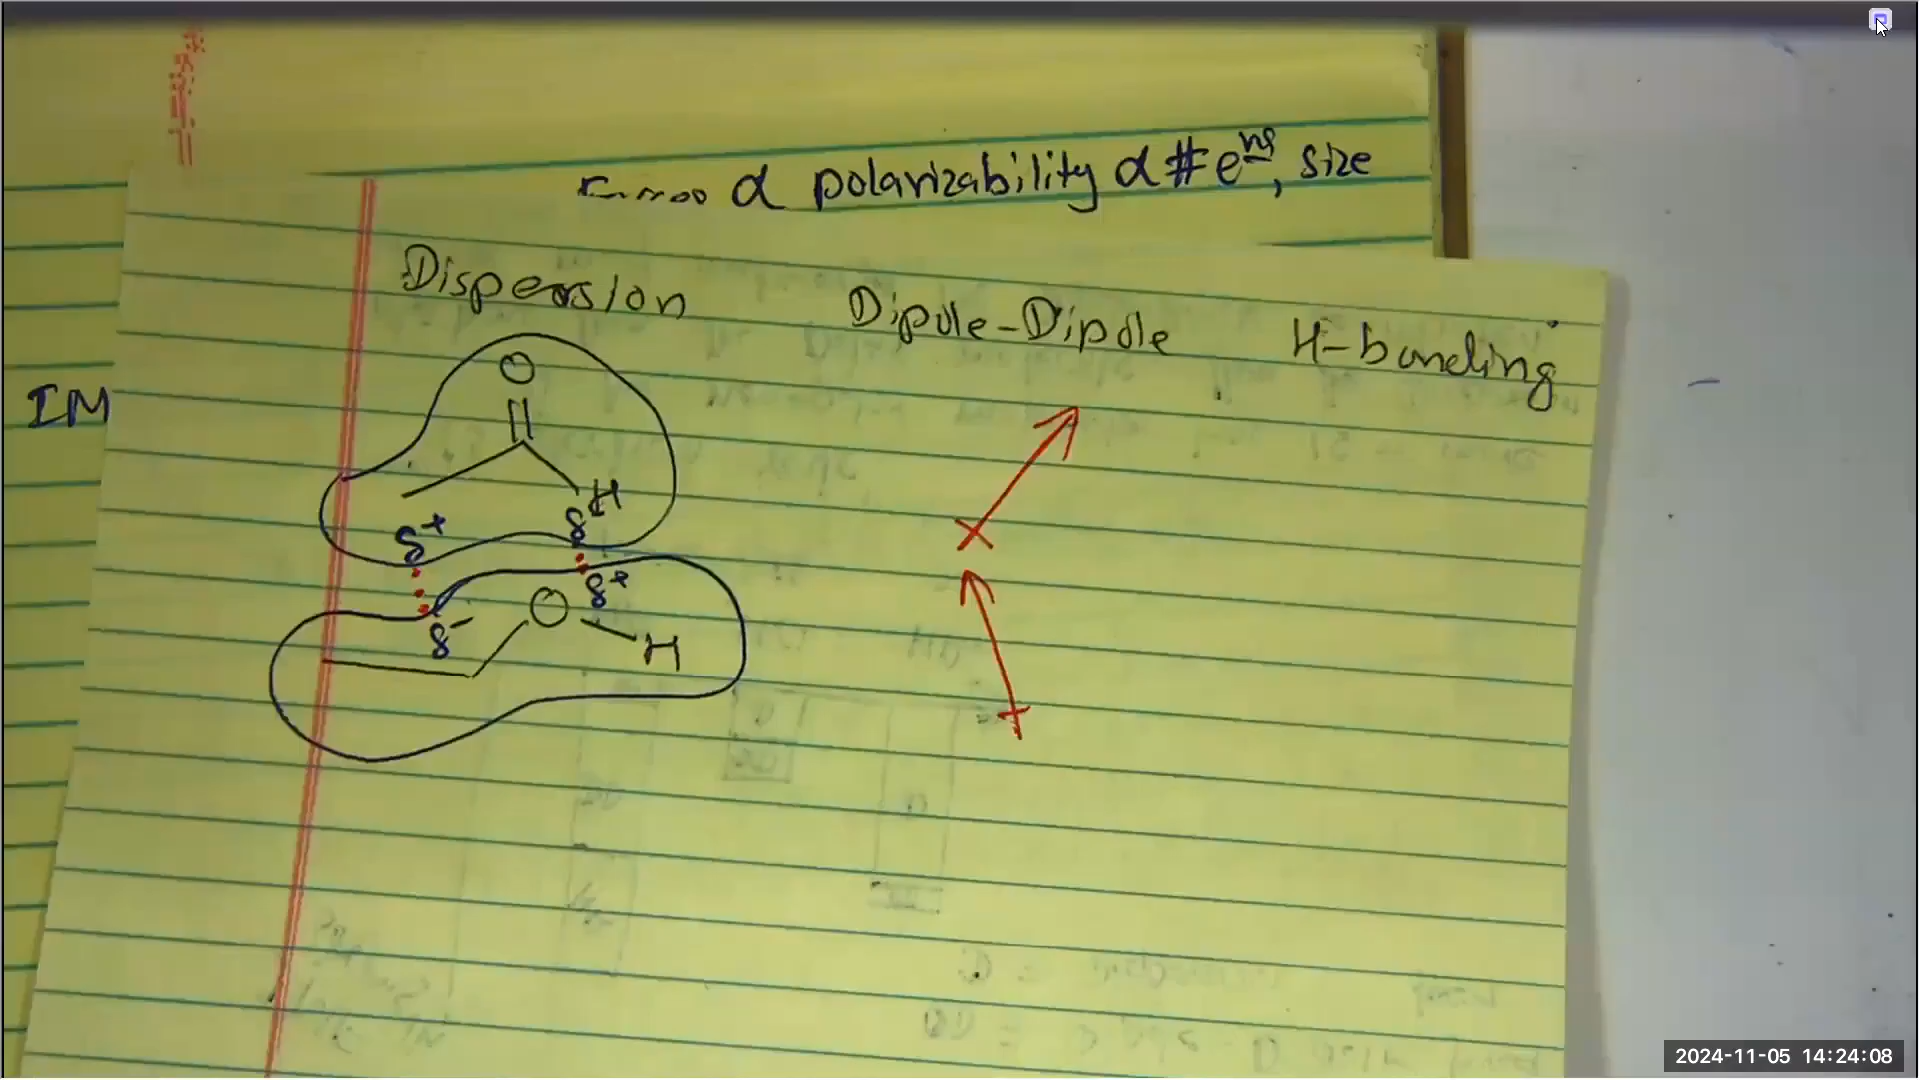 α polarizability α # e ns, size
Dispersion Dipole-Dipole H-bonding
IM
O
H
δ+ δ-
δ+
O
δ-
H
2024-11-05 14:24:08